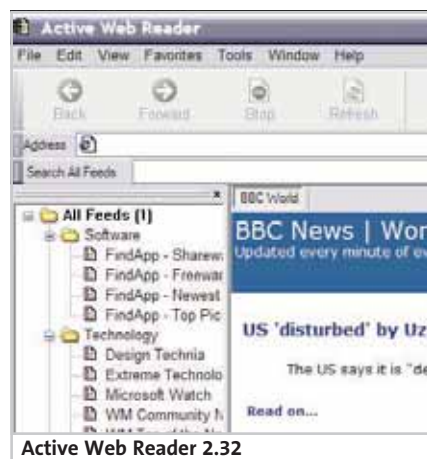 Active Web Reader
File Edit View Favorites Tools Window Help
Back Forward Stop Refresh
Address
Search All Feeds
BBC World
All Feeds (1)
Software
FindApp - Sharew
FindApp - Freewar
FindApp - Newest
FindApp - Top Pic
Technology
Design Technia
Extreme Technolo
Microsoft Watch
WM Community N
BBC News | Wor
Updated every minute of ev
US 'disturbed' by Uz
The US says it is "de
Read on...
Active Web Reader 2.32